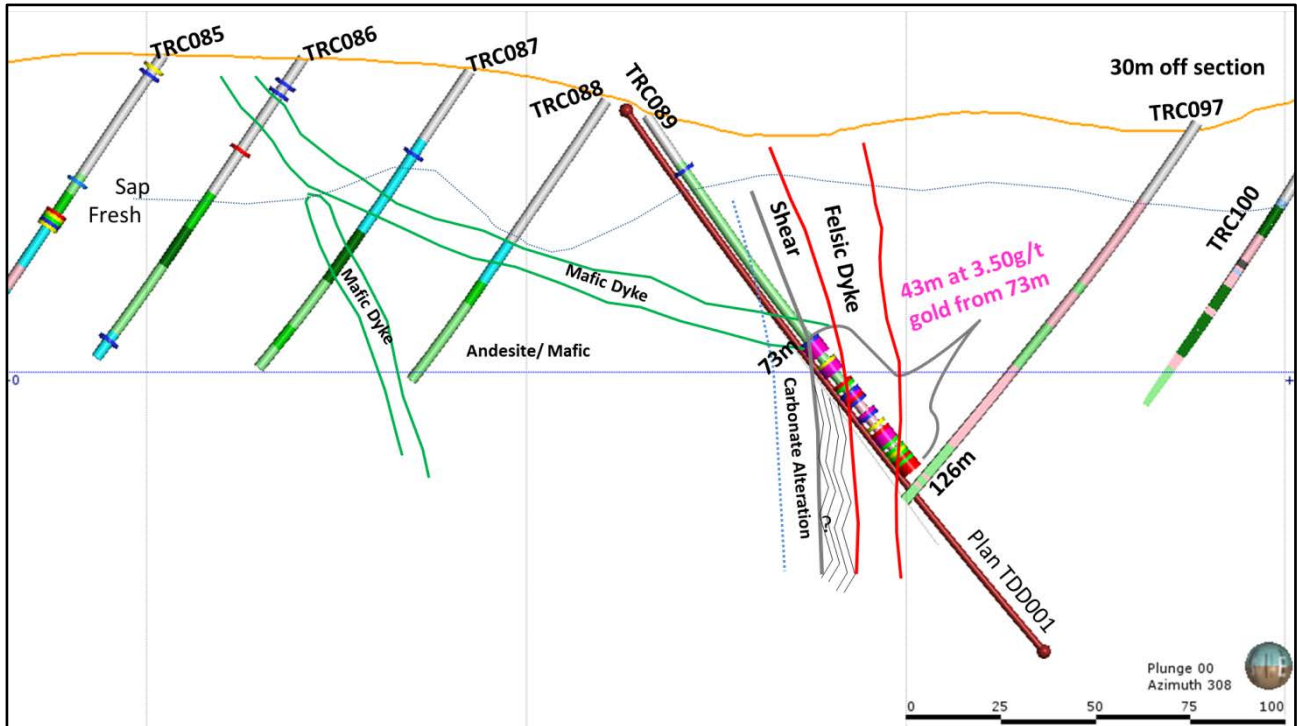 TRC085
TRC086
TRC087
TRC088
TRC089
30m off section
TRC097
TRC100
Sap
Fresh
Shear
Felsic Dyke
Mafic Dyke
Mafic Dyke
43m at 3.50g/t
gold from 73m
Andesite/ Mafic
73m
Carbonate Alteration
126m
Plan TDD001
0
+
Plunge 00
Azimuth 308
E
0 25 50 75 100